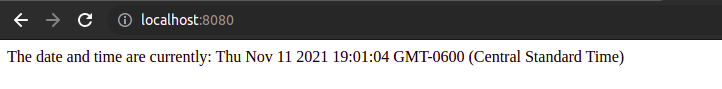 localhost:8080
The date and time are currently: Thu Nov 11 2021 19:01:04 GMT-0600 (Central Standard Time)